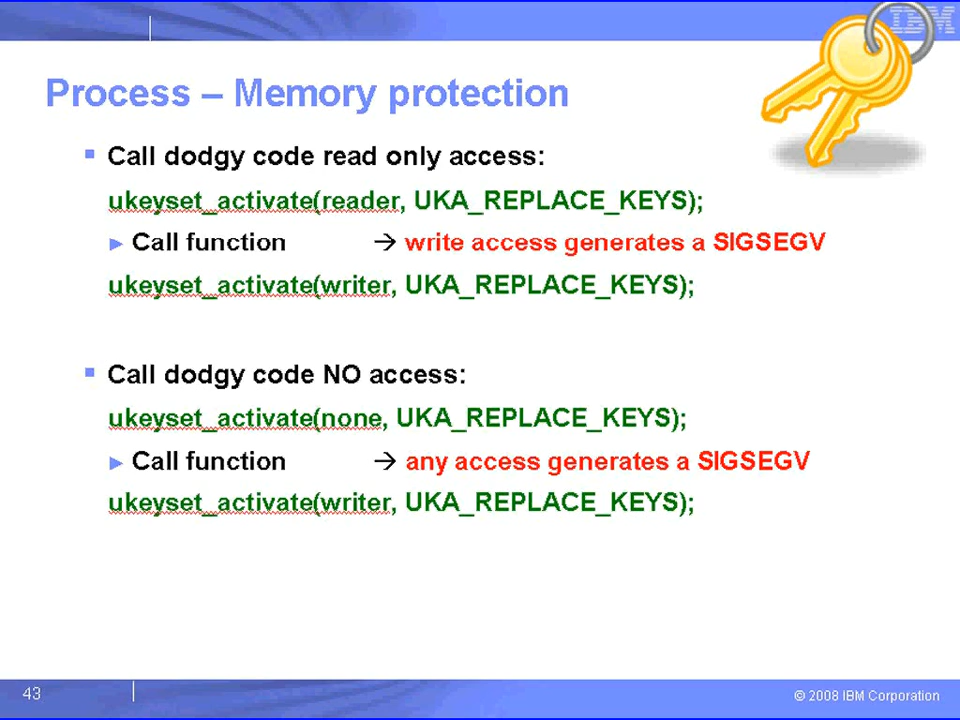 IBM
Process – Memory protection
▪ Call dodgy code read only access:
ukeyset_activate(reader, UKA_REPLACE_KEYS);
► Call function → write access generates a SIGSEGV
ukeyset_activate(writer, UKA_REPLACE_KEYS);
▪ Call dodgy code NO access:
ukeyset_activate(none, UKA_REPLACE_KEYS);
► Call function → any access generates a SIGSEGV
ukeyset_activate(writer, UKA_REPLACE_KEYS);
43
© 2008 IBM Corporation